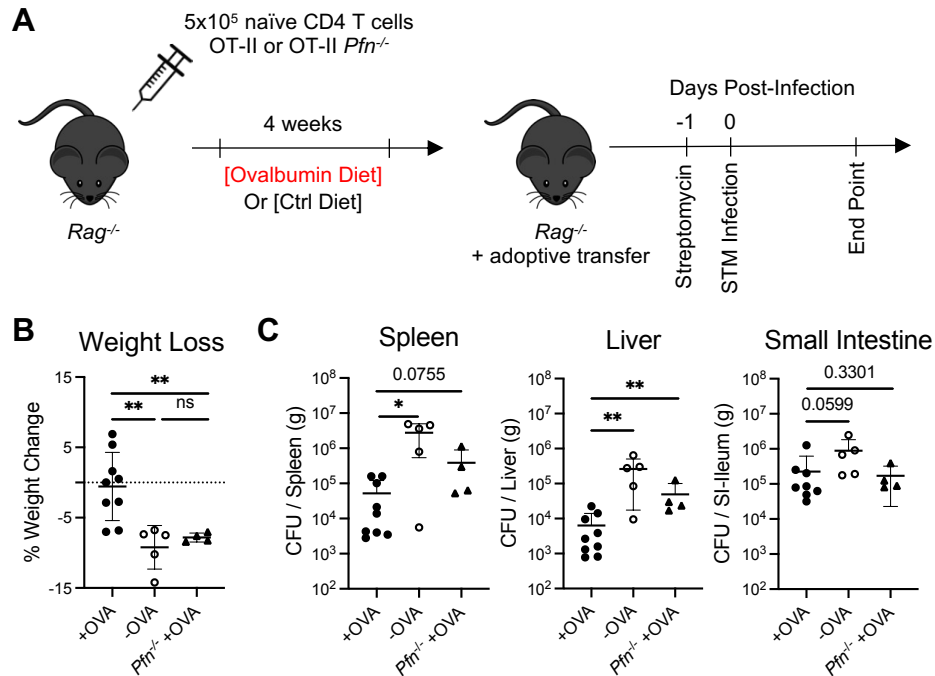 A
5x10⁵ naïve CD4 T cells
OT-II or OT-II Pfn⁻/⁻
4 weeks
[Ovalbumin Diet]
Or [Ctrl Diet]
Rag⁻/⁻
Days Post-Infection
-1 0
Streptomycin
STM Infection
End Point
Rag⁻/⁻
+ adoptive transfer
B
Weight Loss
% Weight Change
15
5
-5
-15
**
**
ns
+OVA
-OVA
Pfn⁻/⁻ +OVA
C
Spleen
CFU / Spleen (g)
10⁸
10⁷
10⁶
10⁵
10⁴
10³
10²
0.0755
*
+OVA
-OVA
Pfn⁻/⁻ +OVA
Liver
CFU / Liver (g)
10⁸
10⁷
10⁶
10⁵
10⁴
10³
10²
**
**
+OVA
-OVA
Pfn⁻/⁻ +OVA
Small Intestine
CFU / SI-Ileum (g)
10⁸
10⁷
10⁶
10⁵
10⁴
10³
10²
0.3301
0.0599
+OVA
-OVA
Pfn⁻/⁻ +OVA